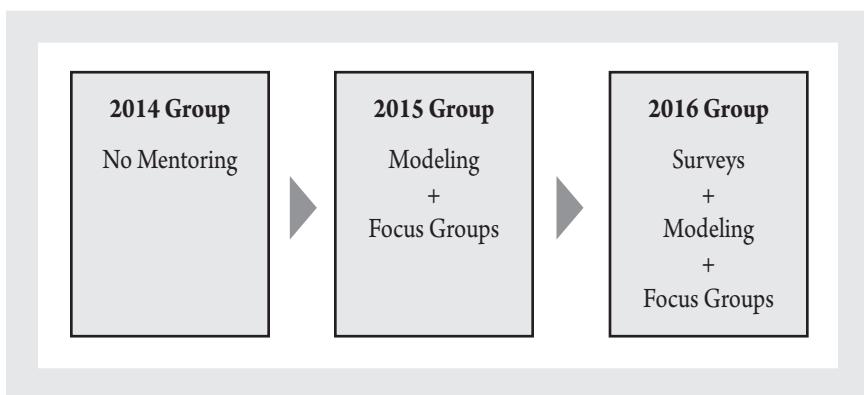 2014 Group
No Mentoring
2015 Group
Modeling
+
Focus Groups
2016 Group
Surveys
+
Modeling
+
Focus Groups